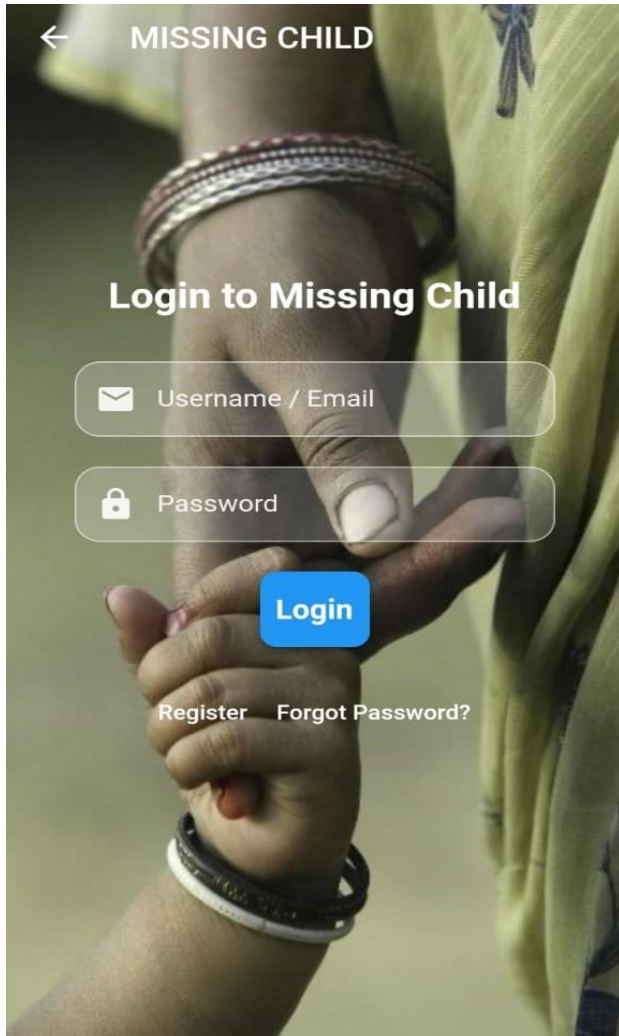 MISSING CHILD
Login to Missing Child
Username / Email
Password
Login
Register Forgot Password?